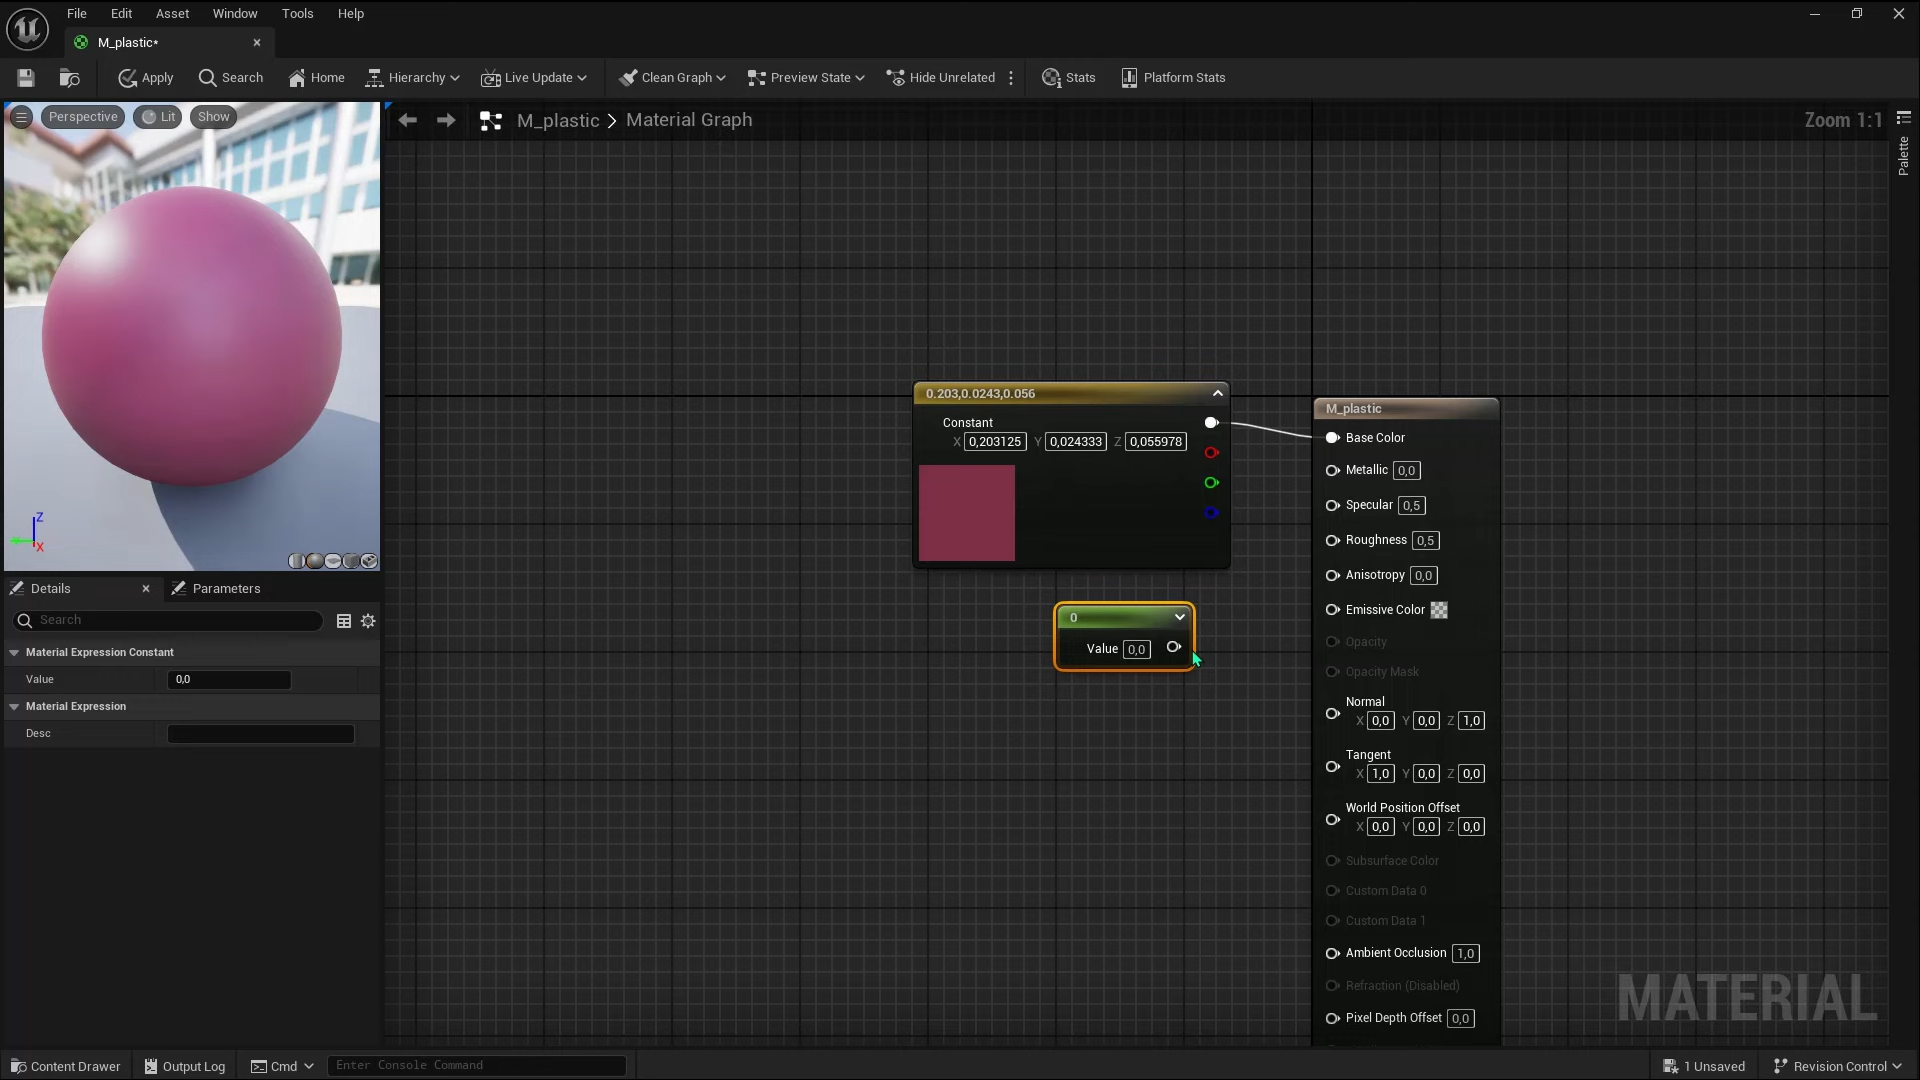 File Edit Asset Window Tools Help
M_plastic*
Apply Search Home Hierarchy Live Update Clean Graph Preview State Hide Unrelated Stats Platform Stats
Perspective Lit Show
M_plastic > Material Graph
Zoom 1:1
Palette
0.203,0.0243,0.056
Constant
X 0,203125 Y 0,024333 Z 0,055978
0
Value 0,0
M_plastic
Base Color
Metallic 0,0
Specular 0,5
Roughness 0,5
Anisotropy 0,0
Emissive Color
Opacity
Opacity Mask
Normal
X 0,0 Y 0,0 Z 1,0
Tangent
X 1,0 Y 0,0 Z 0,0
World Position Offset
X 0,0 Y 0,0 Z 0,0
Subsurface Color
Custom Data 0
Custom Data 1
Ambient Occlusion 1,0
Refraction (Disabled)
Pixel Depth Offset 0,0
MATERIAL
Z
X
Details Parameters
Search
Material Expression Constant
Value 0,0
Material Expression
Desc
Content Drawer Output Log Cmd Enter Console Command 1 Unsaved Revision Control